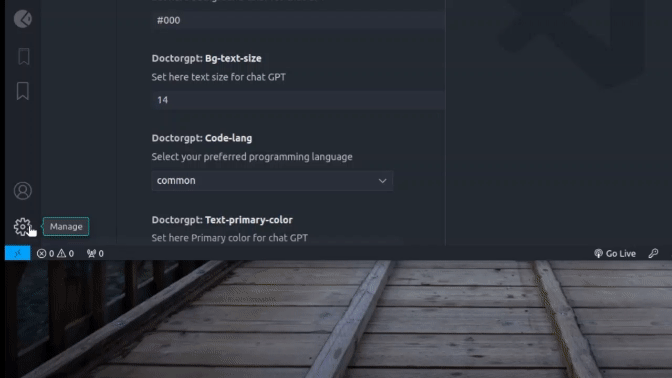 #000
Doctorgpt: Bg-text-size
Set here text size for chat GPT
14
Doctorgpt: Code-lang
Select your preferred programming language
common
Doctorgpt: Text-primary-color
Set here Primary color for chat GPT
Manage
0 0 0
Go Live